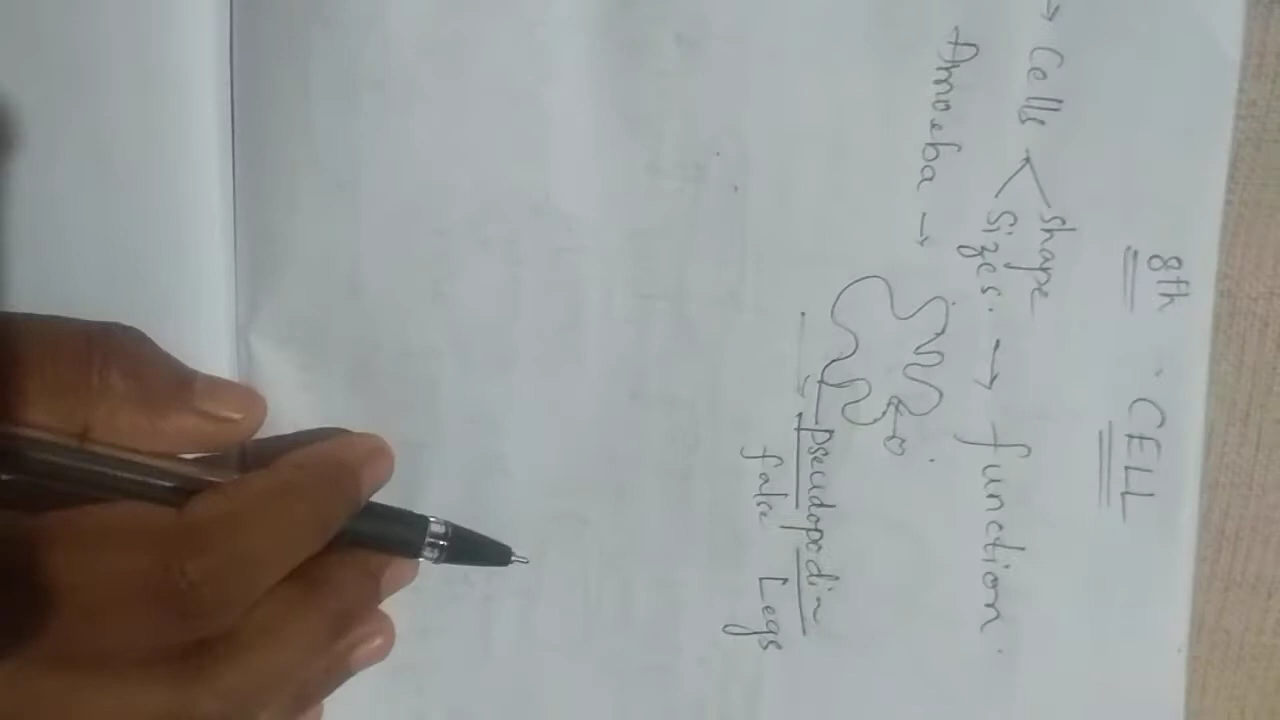 8th . CELL
→ Cells < shape
sizes. → function.
Amoeba →
pseudopodia
false Legs